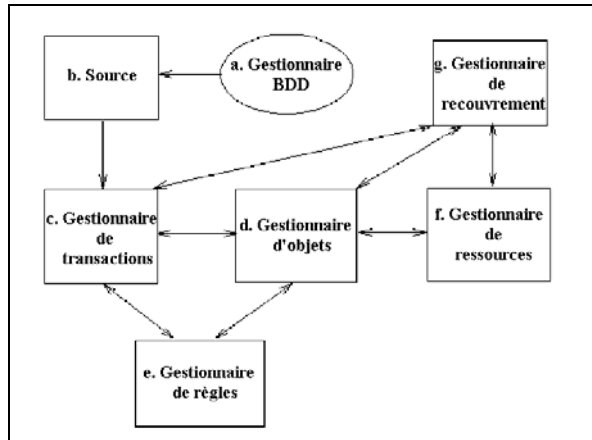 b. Source
a. Gestionnaire
BDD
g. Gestionnaire
de
recouvrement
c. Gestionnaire
de
transactions
d. Gestionnaire
d'objets
f. Gestionnaire
de
ressources
e. Gestionnaire
de règles